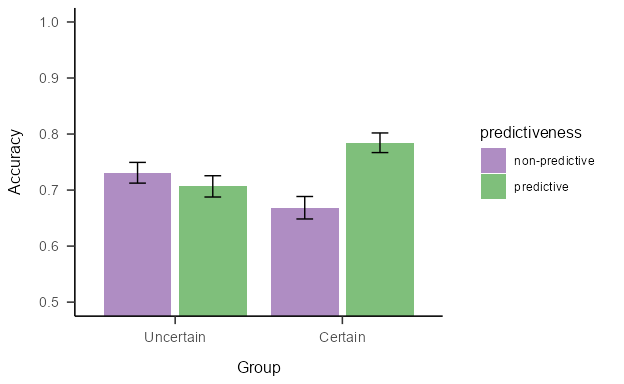 1.0
0.9
0.8
0.7
0.6
0.5
Accuracy
Uncertain
Certain
Group
predictiveness
non-predictive
predictive